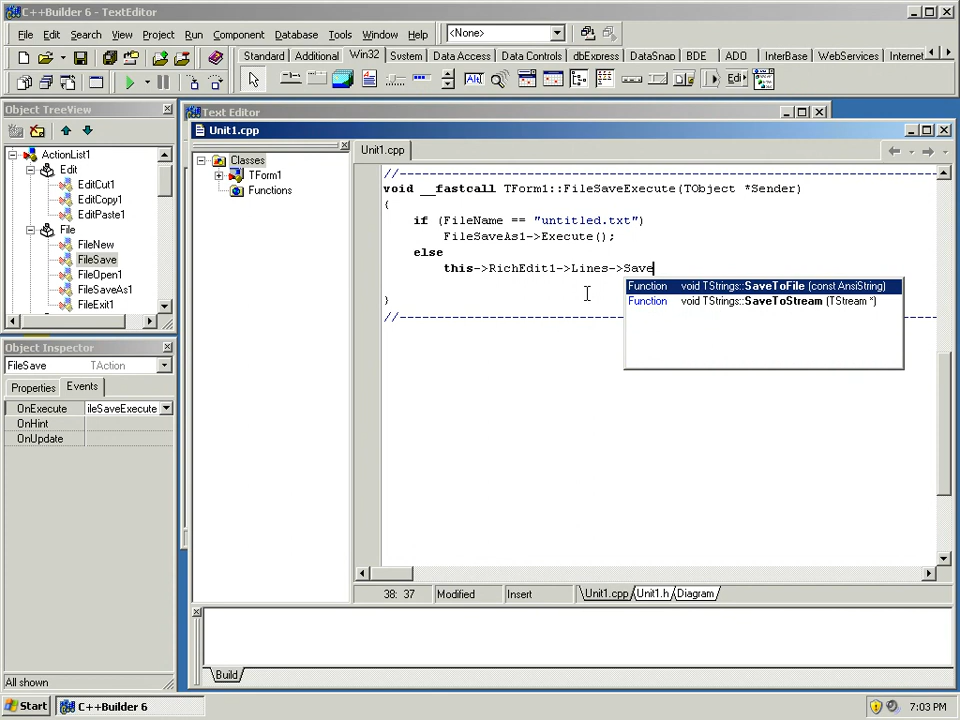 C++Builder 6 - TextEditor
File Edit Search View Project Run Component Database Tools Window Help
<None>
Standard Additional Win32 System Data Access Data Controls dbExpress DataSnap BDE ADO InterBase WebServices Internet
Object TreeView
ActionList1
Edit
EditCut1
EditCopy1
EditPaste1
File
FileNew
FileSave
FileOpen1
FileSaveAs1
FileExit1
Object Inspector
FileSave TAction
Properties Events
OnExecute ileSaveExecute
OnHint
OnUpdate
All shown
Text Editor
Unit1.cpp
Classes
TForm1
Functions
Unit1.cpp
//---------------------------------------------------------------------------
void __fastcall TForm1::FileSaveExecute(TObject *Sender)
{
if (FileName == "untitled.txt")
FileSaveAs1->Execute();
else
this->RichEdit1->Lines->Save
Function void TStrings::SaveToFile (const AnsiString)
Function void TStrings::SaveToStream (TStream *)
}
//---------------------------------------------------------------------------
38: 37 Modified Insert Unit1.cpp Unit1.h Diagram
Build
Start C++Builder 6 7:03 PM